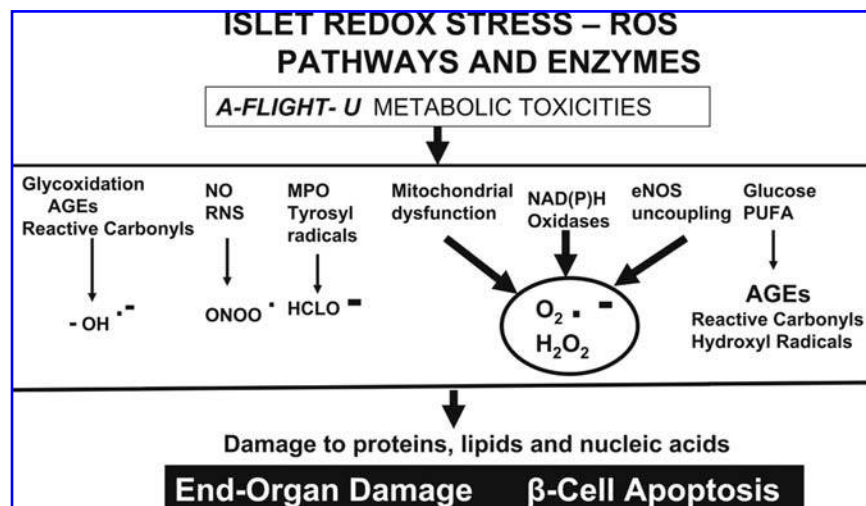 ISLET REDOX STRESS – ROS
PATHWAYS AND ENZYMES
A-FLIGHT- U METABOLIC TOXICITIES
Glycoxidation
AGEs
Reactive Carbonyls
- OH ·-
NO
RNS
ONOO ·
MPO
Tyrosyl
radicals
HCLO -
Mitochondrial
dysfunction
NAD(P)H
Oxidases
eNOS
uncoupling
O₂ · -
H₂O₂
Glucose
PUFA
AGEs
Reactive Carbonyls
Hydroxyl Radicals
Damage to proteins, lipids and nucleic acids
End-Organ Damage β-Cell Apoptosis